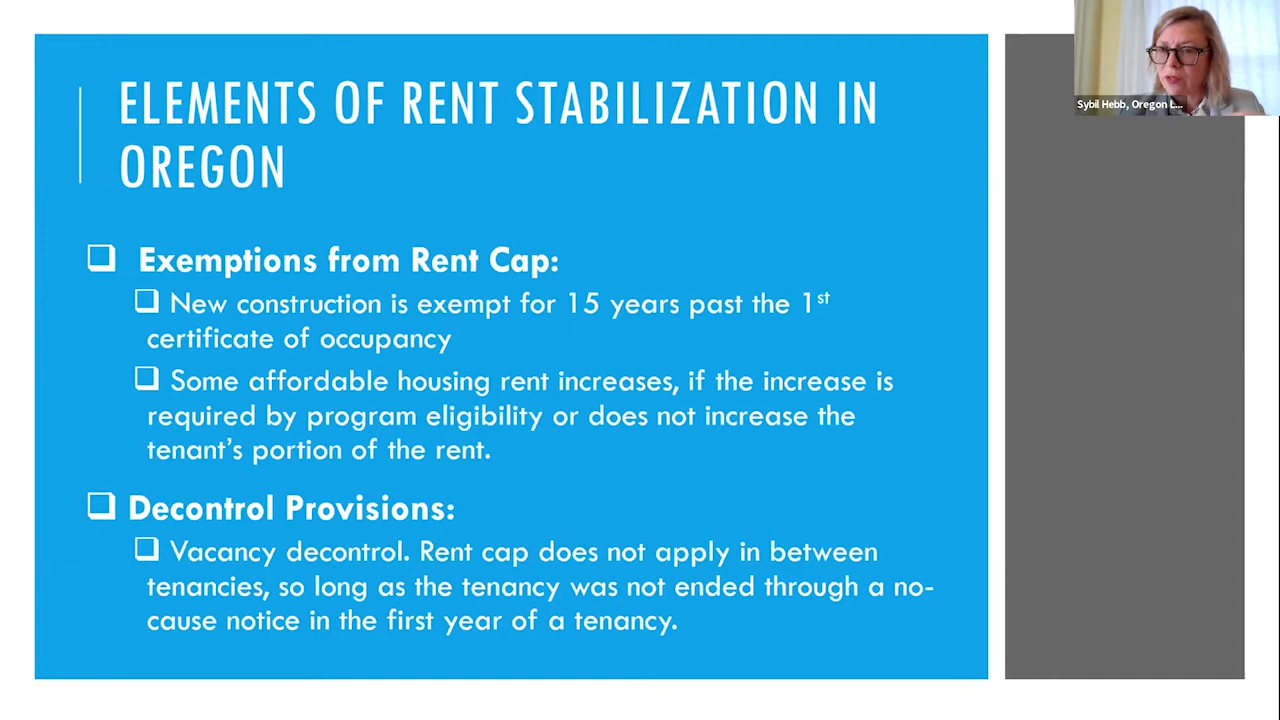 ELEMENTS OF RENT STABILIZATION IN
OREGON
Sybil Hebb, Oregon L...
❑ Exemptions from Rent Cap:
❑ New construction is exempt for 15 years past the 1st
certificate of occupancy
❑ Some affordable housing rent increases, if the increase is
required by program eligibility or does not increase the
tenant’s portion of the rent.
❑ Decontrol Provisions:
❑ Vacancy decontrol. Rent cap does not apply in between
tenancies, so long as the tenancy was not ended through a no-
cause notice in the first year of a tenancy.